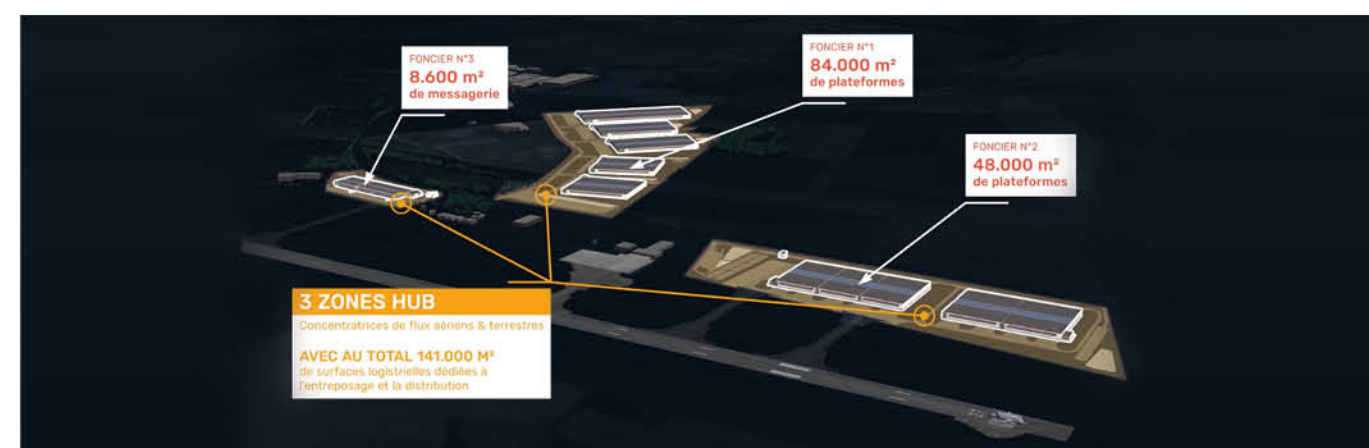 FONCIER N°3
8.600 m²
de messagerie
FONCIER N°1
84.000 m²
de plateformes
FONCIER N°2
48.000 m²
de plateformes
3 ZONES HUB
Concentratrices de flux aériens & terrestres
AVEC AU TOTAL 141.000 M²
de surfaces logistrielles dédiées à
l'entreposage et la distribution